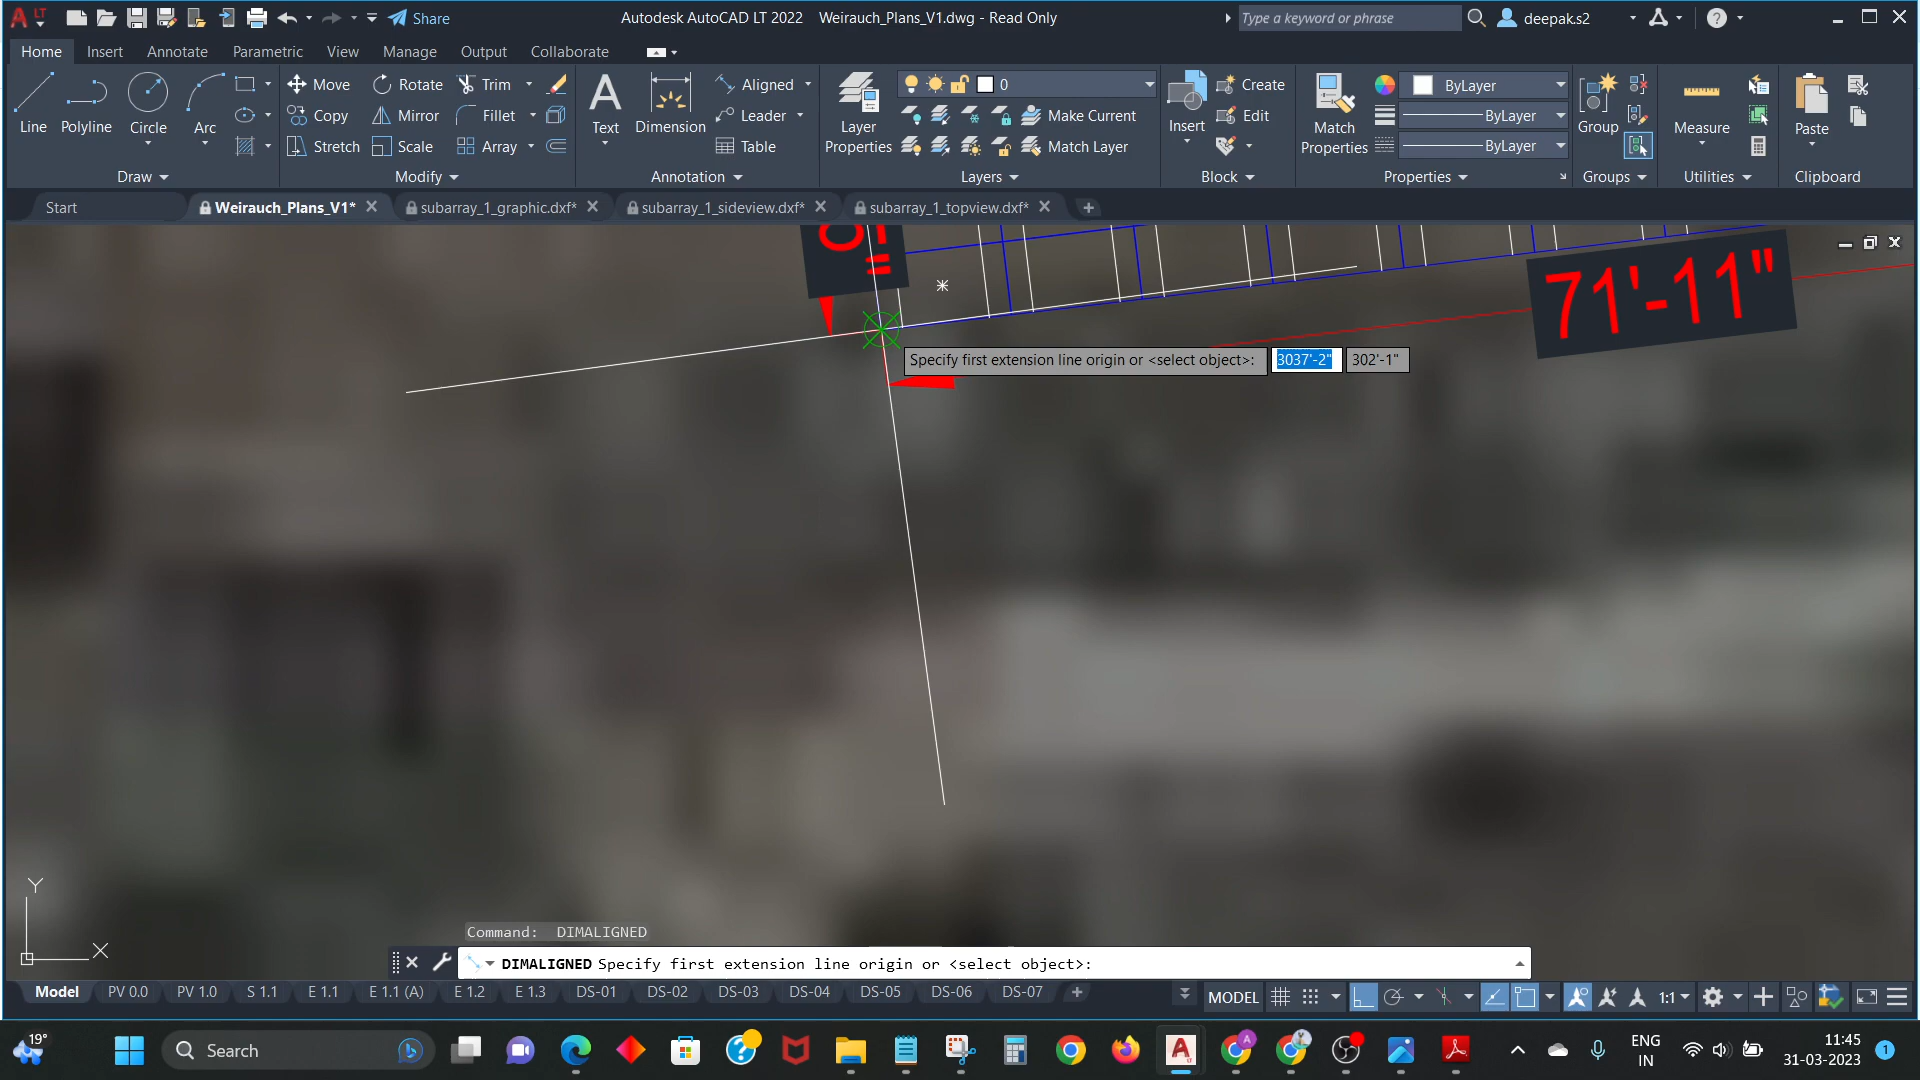 A LT Share Autodesk AutoCAD LT 2022 Weirauch_Plans_V1.dwg - Read Only Type a keyword or phrase deepak.s2 ?
Home Insert Annotate Parametric View Manage Output Collaborate
Line Polyline Circle Arc
Move Rotate Trim
Copy Mirror Fillet
Stretch Scale Array
Text Dimension Aligned
Leader
Table
Layer Properties 0
Make Current
Match Layer
Insert Create
Edit
Match Properties ByLayer
ByLayer
ByLayer
Group Measure Paste
Draw Modify Annotation Layers Block Properties Groups Utilities Clipboard
Start Weirauch_Plans_V1* subarray_1_graphic.dxf* subarray_1_sideview.dxf* subarray_1_topview.dxf*
71'-11"
Specify first extension line origin or <select object>: 3037'-2" 302'-1"
Y
X
Command: DIMALIGNED
DIMALIGNED Specify first extension line origin or <select object>:
Model PV 0.0 PV 1.0 S 1.1 E 1.1 E 1.1 (A) E 1.2 E 1.3 DS-01 DS-02 DS-03 DS-04 DS-05 DS-06 DS-07 MODEL 1:1
19° Search ENG IN 11:45
31-03-2023 1